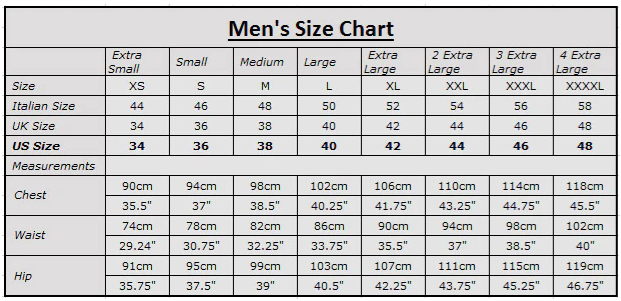 Men's Size Chart
Extra Small Small Medium Large Extra Large 2 Extra Large 3 Extra Large 4 Extra Large
Size XS S M L XL XXL XXXL XXXXL
Italian Size 44 46 48 50 52 54 56 58
UK Size 34 36 38 40 42 44 46 48
US Size 34 36 38 40 42 44 46 48
Measurements
Chest 90cm 94cm 98cm 102cm 106cm 110cm 114cm 118cm
35.5" 37" 38.5" 40.25" 41.75" 43.25" 44.75" 45.5"
Waist 74cm 78cm 82cm 86cm 90cm 94cm 98cm 102cm
29.24" 30.75" 32.25" 33.75" 35.5" 37" 38.5" 40"
Hip 91cm 95cm 99cm 103cm 107cm 111cm 115cm 119cm
35.75" 37.5" 39" 40.5" 42.25" 43.75" 45.25" 46.75"